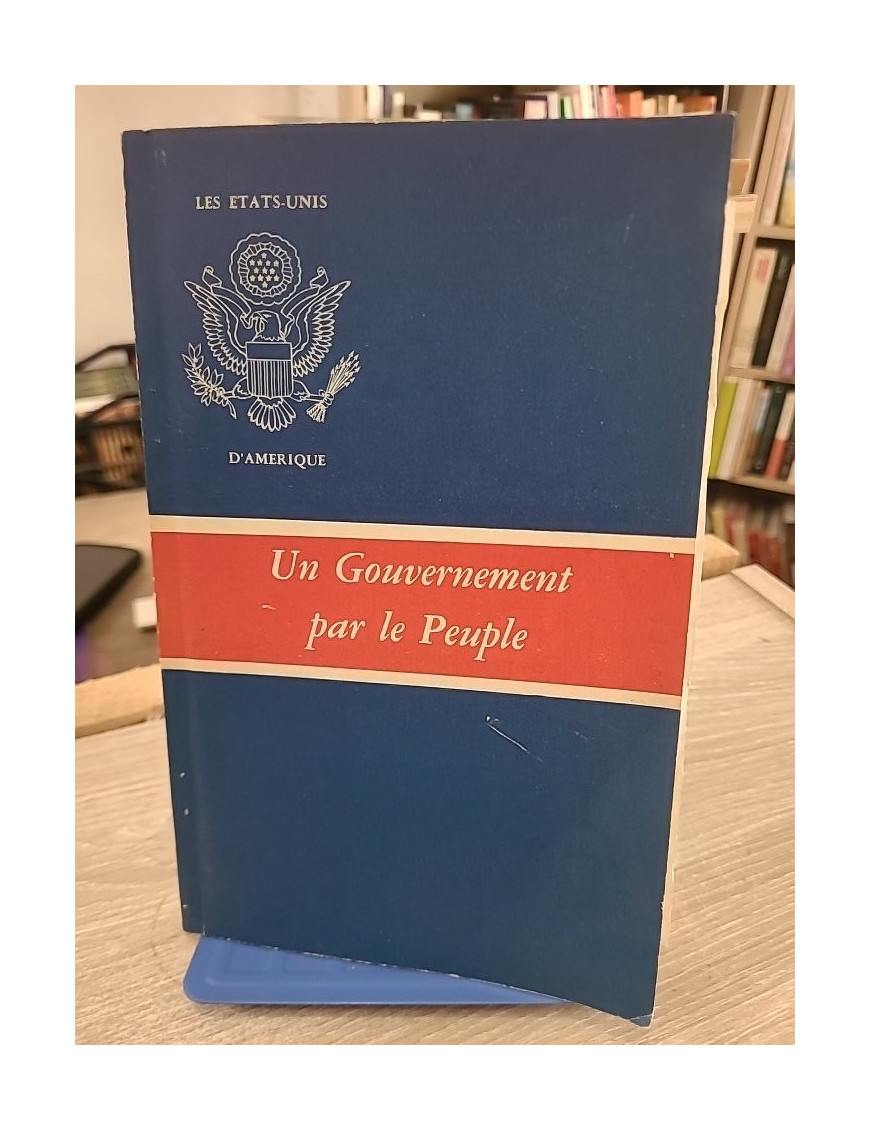 LES ETATS-UNIS
D'AMERIQUE
Un Gouvernement
par le Peuple